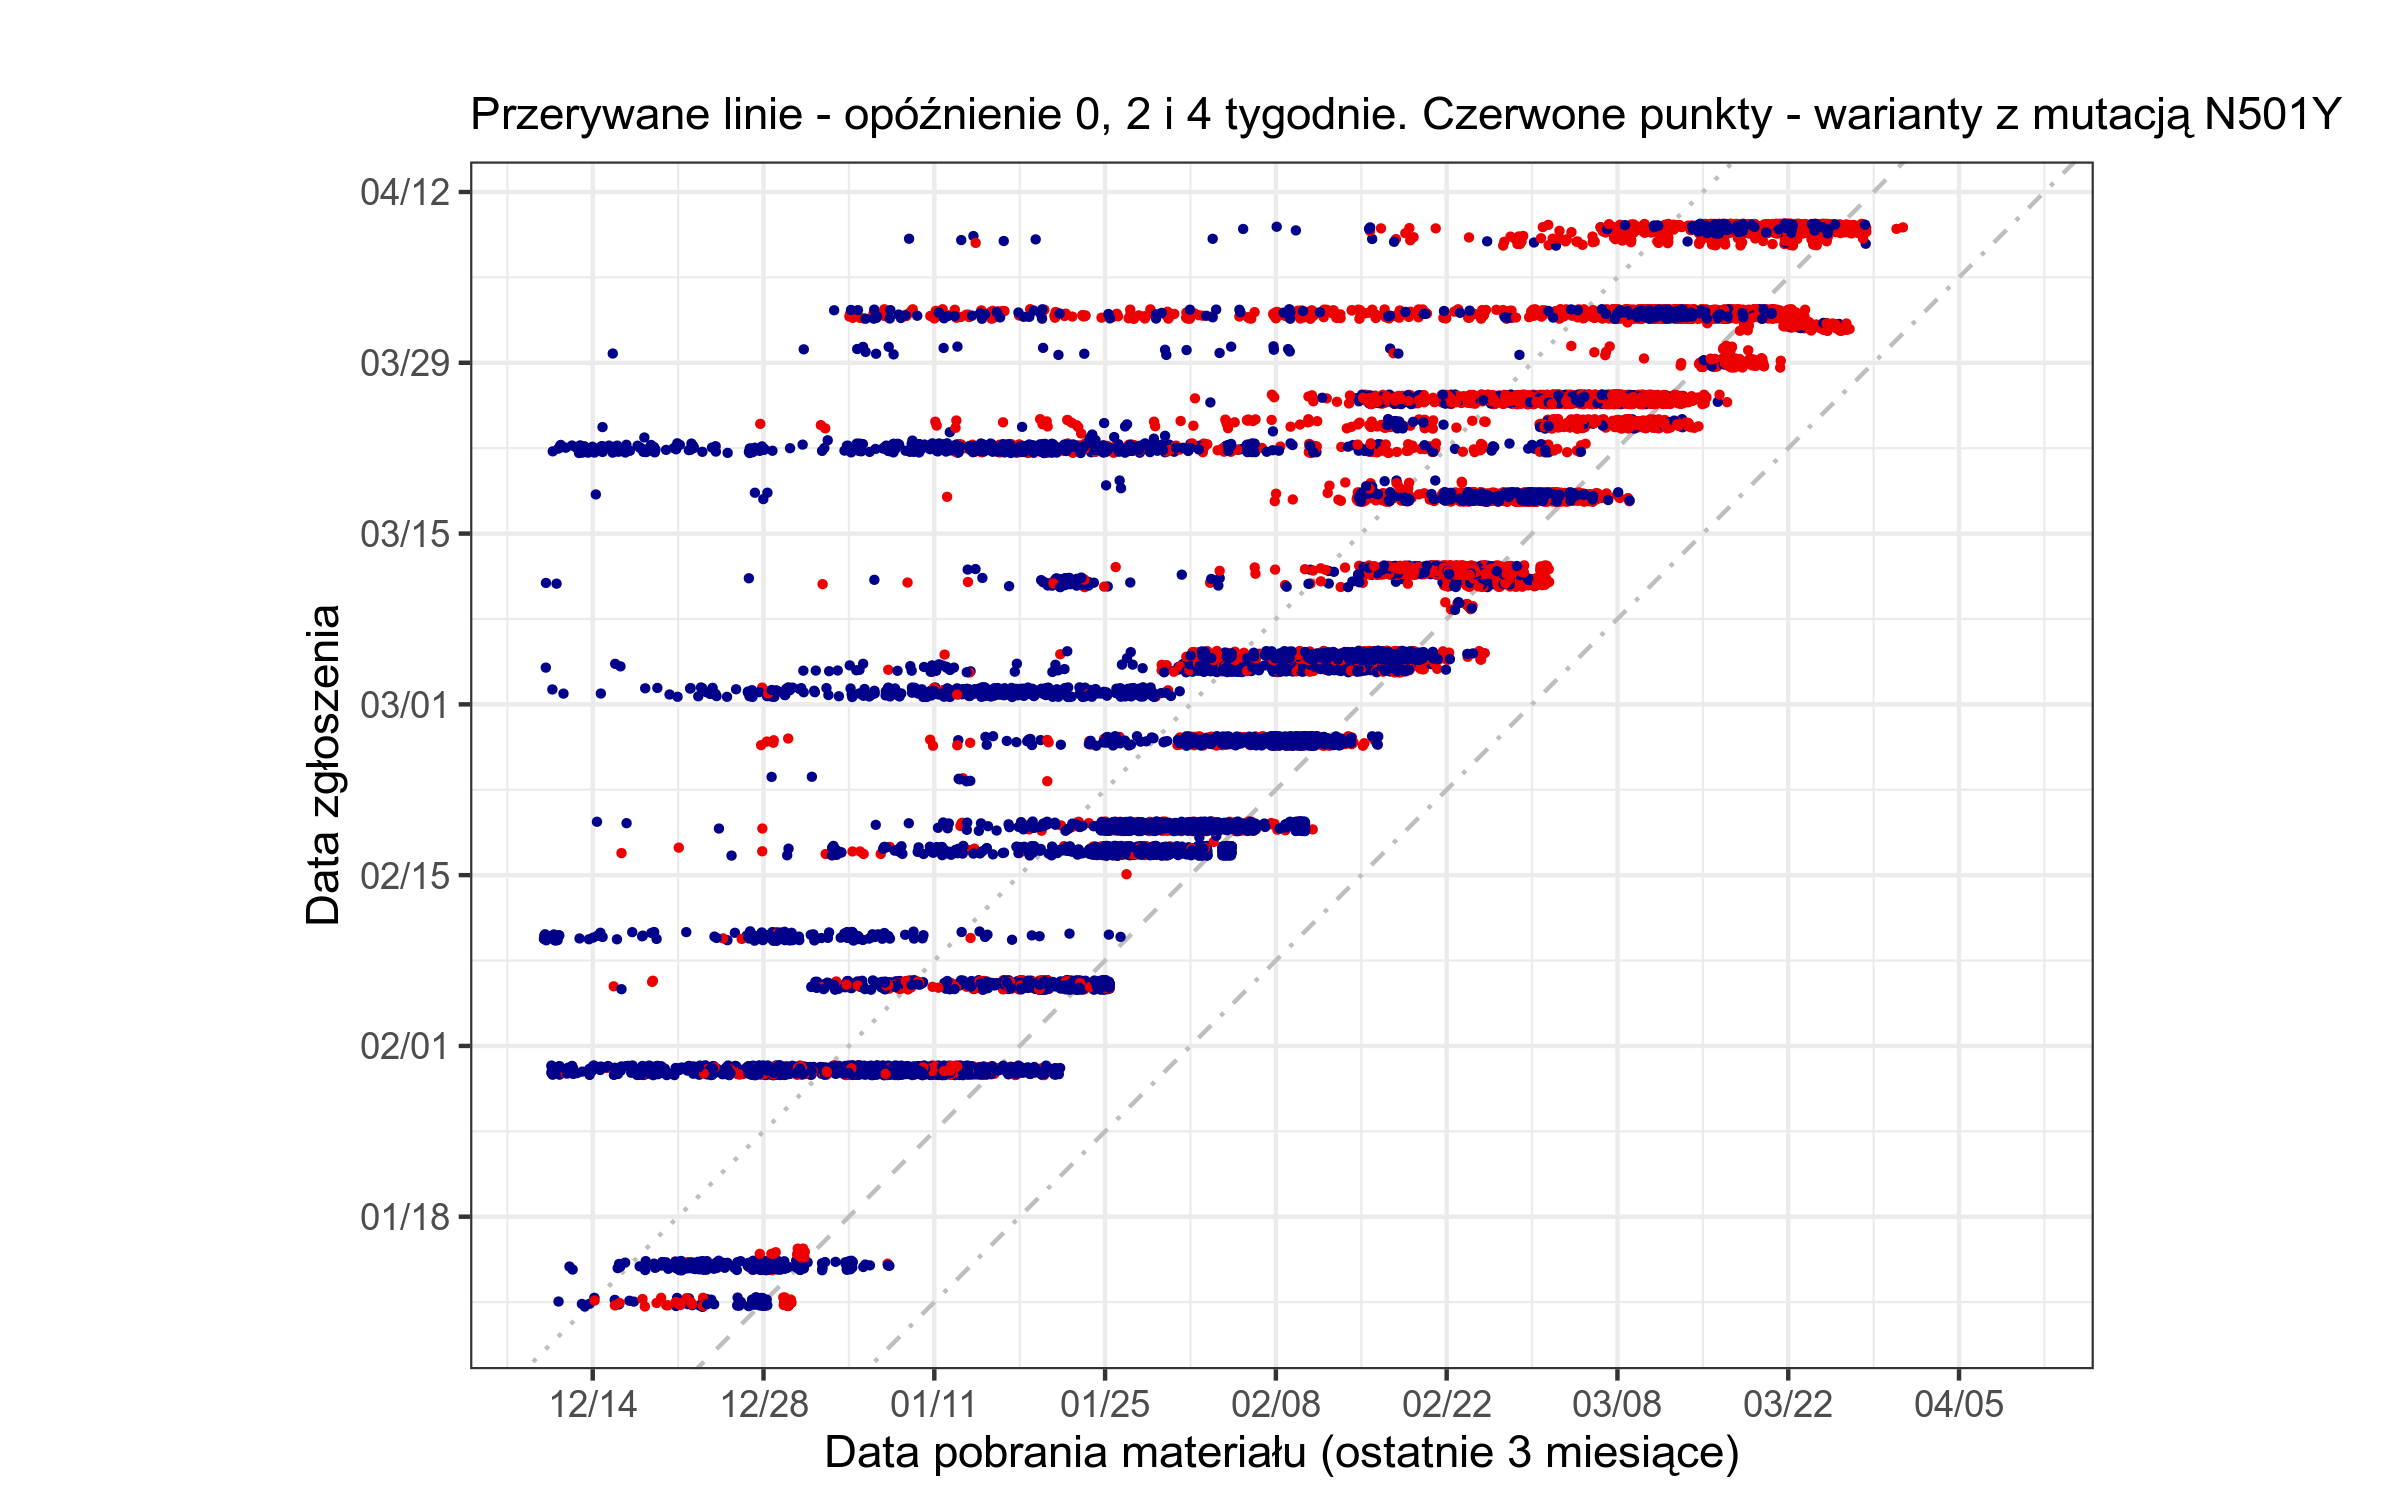 Przerywane linie - opóźnienie 0, 2 i 4 tygodnie. Czerwone punkty - warianty z mutacją N501Y
Data zgłoszenia
04/12
03/29
03/15
03/01
02/15
02/01
01/18
12/14 12/28 01/11 01/25 02/08 02/22 03/08 03/22 04/05
Data pobrania materiału (ostatnie 3 miesiące)